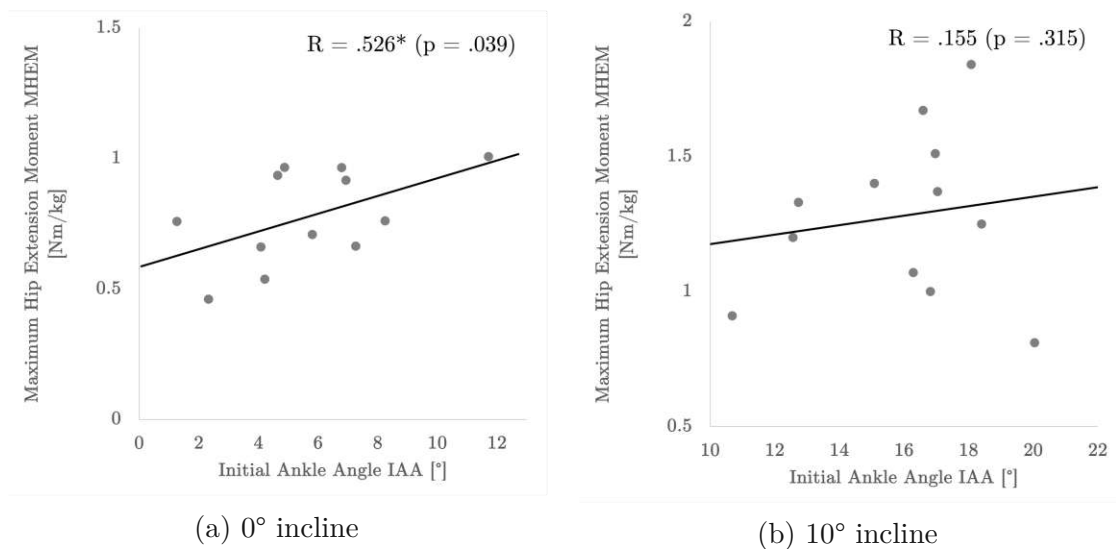 R = .526* (p = .039)
Maximum Hip Extension Moment MHEM
[Nm/kg]
1.5
1
0.5
0
0 2 4 6 8 10 12
Initial Ankle Angle IAA [°]
(a) 0° incline
R = .155 (p = .315)
Maximum Hip Extension Moment MHEM
[Nm/kg]
2
1.5
1
0.5
10 12 14 16 18 20 22
Initial Ankle Angle IAA [°]
(b) 10° incline